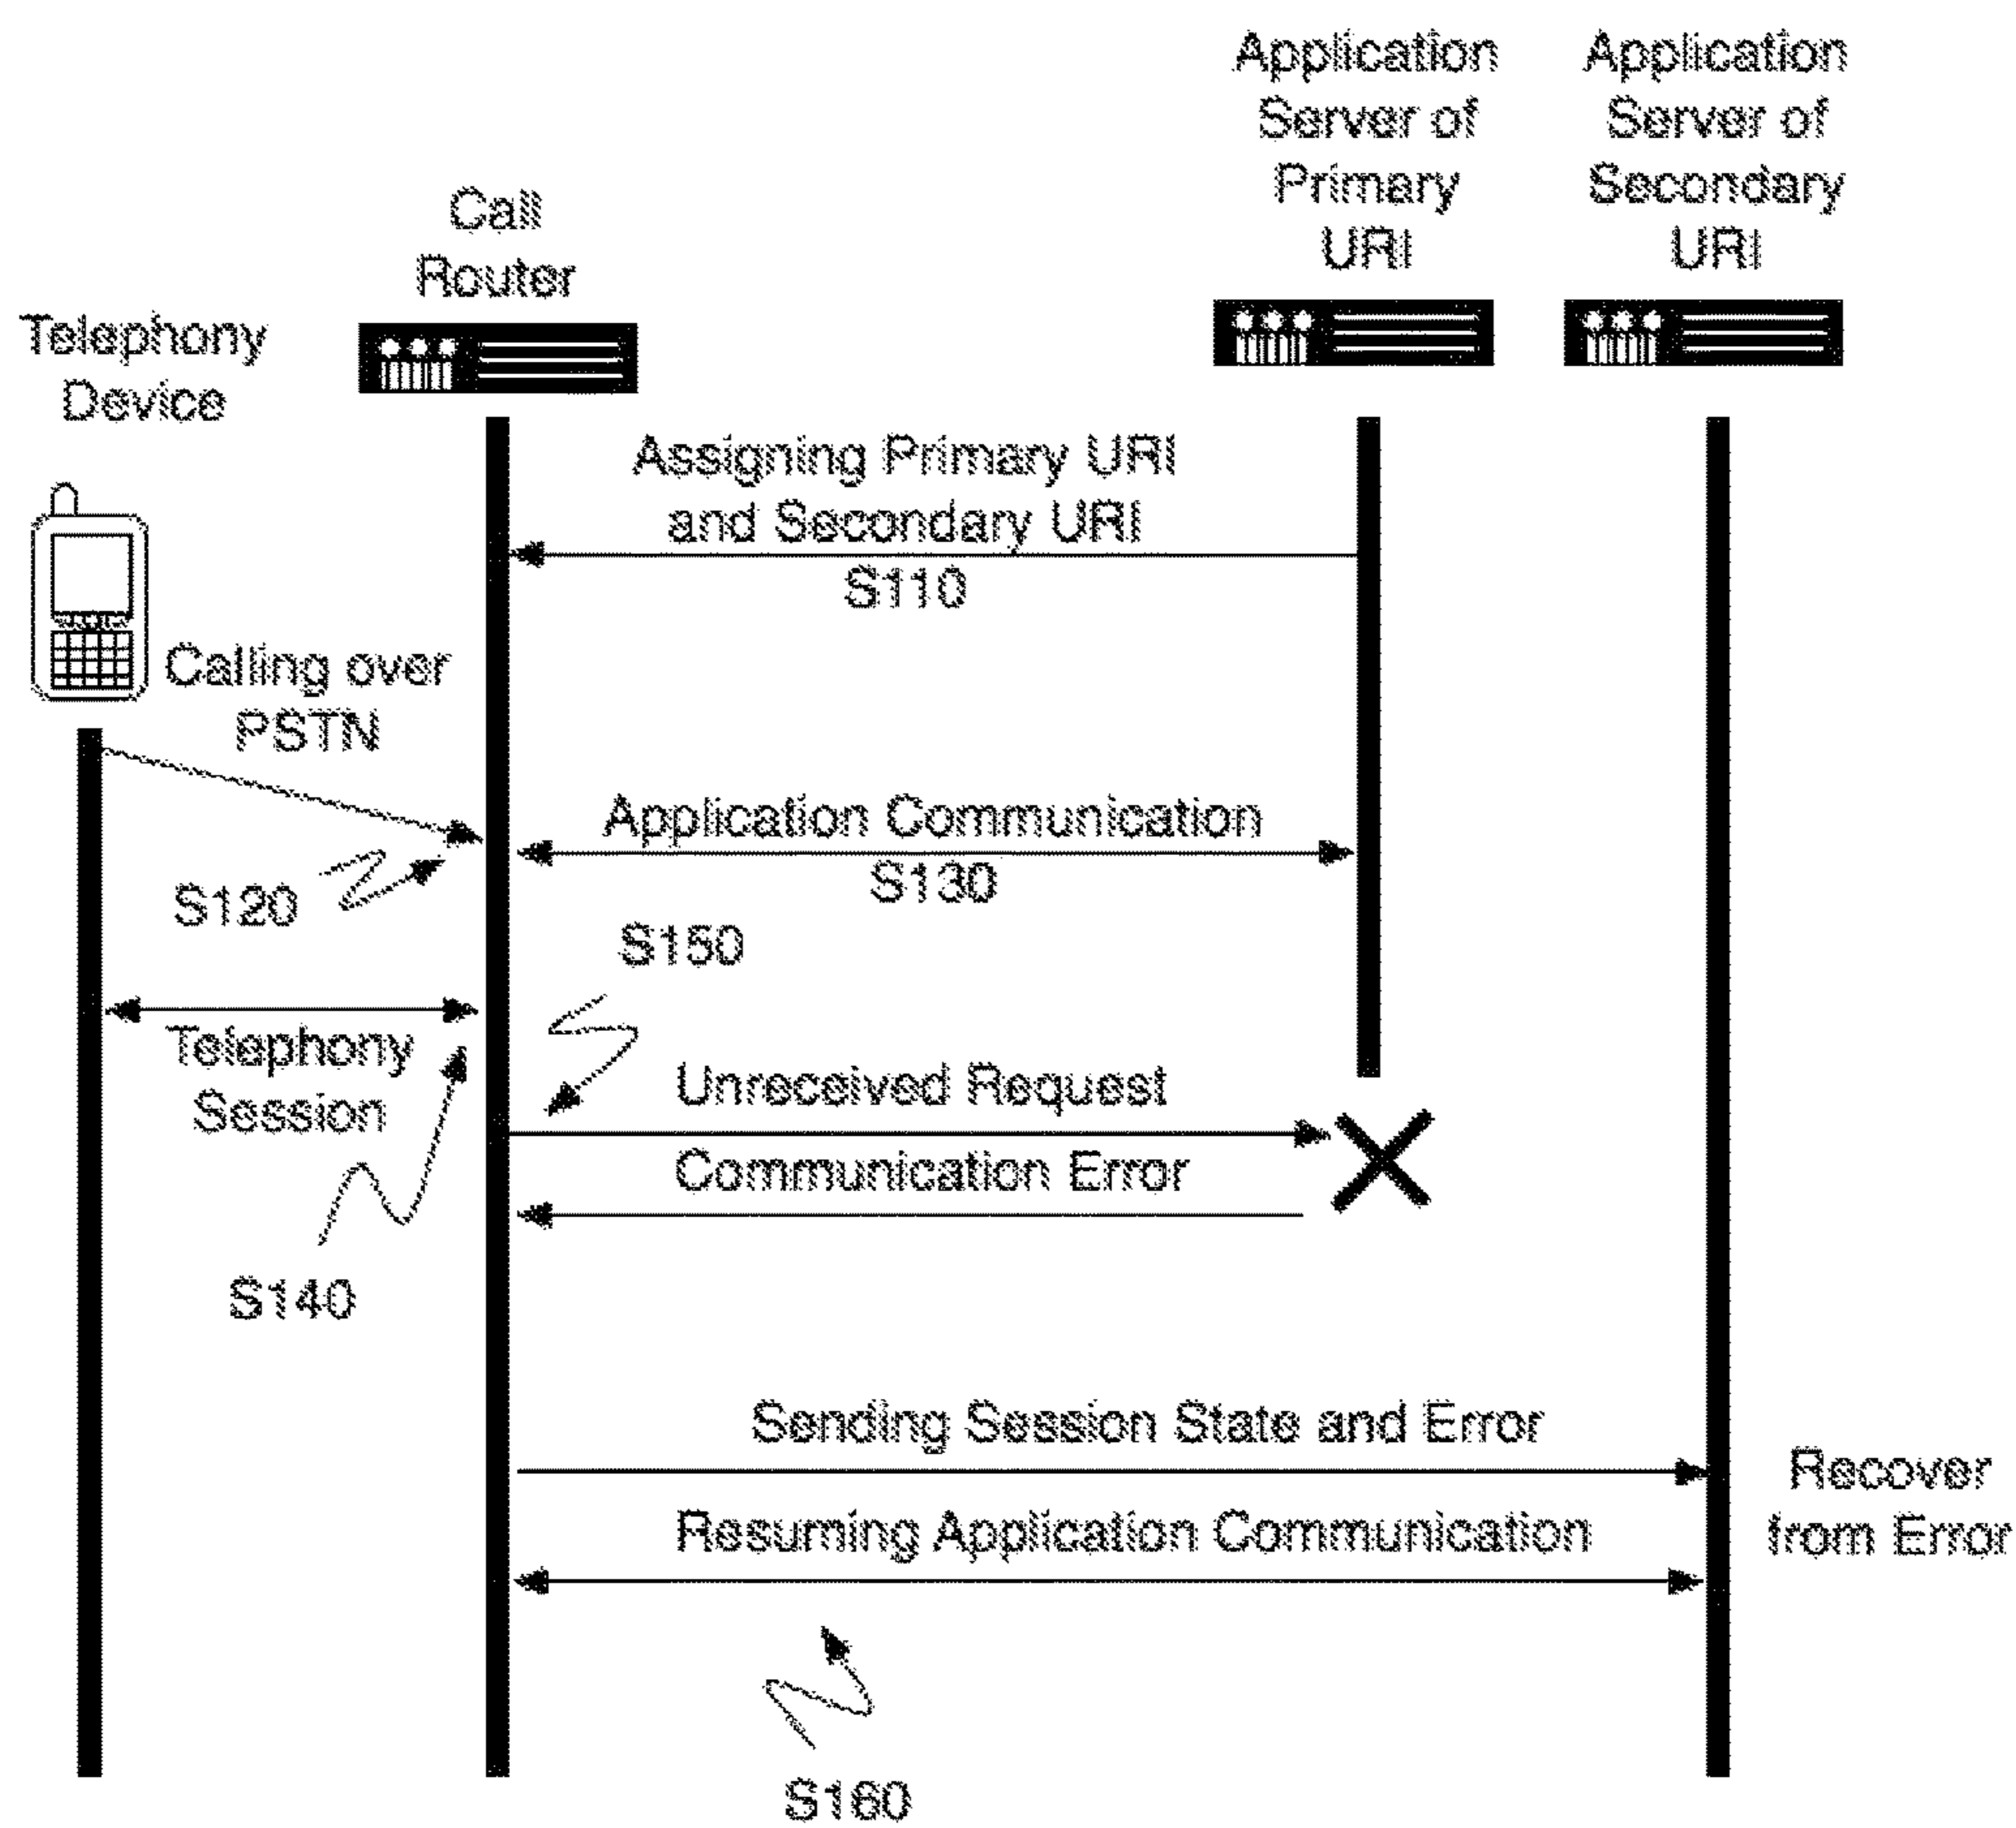 Application
Server of
Primary
URI
Application
Server of
Secondary
URI
Call
Router
Telephony
Device
Assigning Primary URI
and Secondary URI
S110
Calling over
PSTN
Application Communication
S130
S120
S150
Telephony
Session
Unreceived Request
Communication Error
S140
Sending Session State and Error
Recover
from Error
Resuming Application Communication
S160